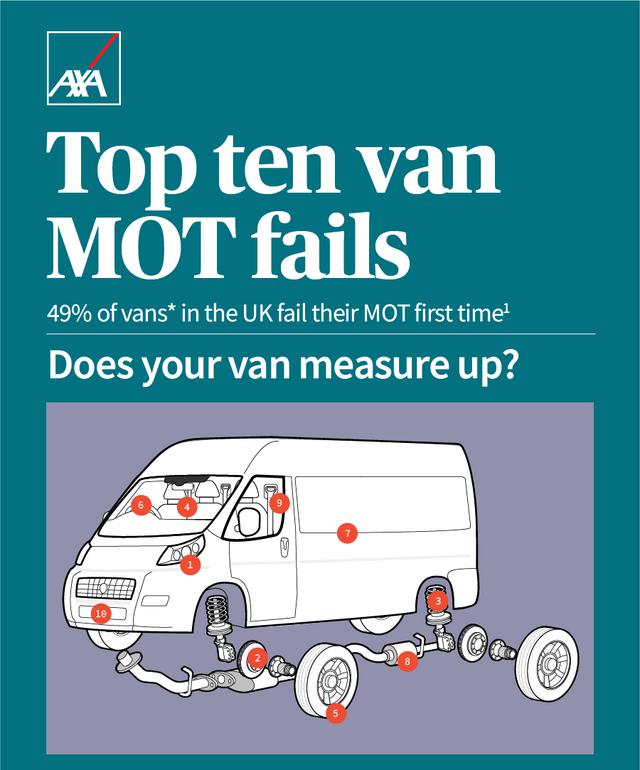 AXA
Top ten van
MOT fails
49% of vans* in the UK fail their MOT first time¹
Does your van measure up?
6
4
9
7
1
10
3
2
8
5